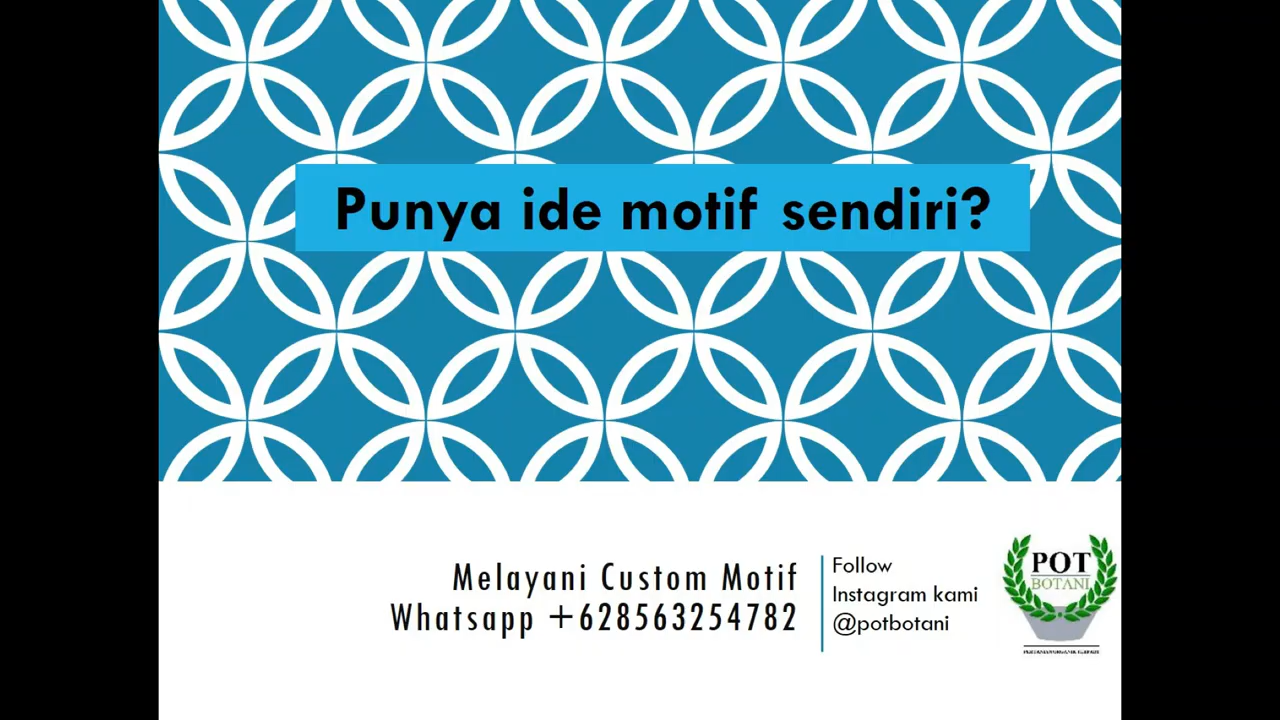 Punya ide motif sendiri?
Melayani Custom Motif
Whatsapp +628563254782
Follow
Instagram kami
@potbotani
POT
BOTANI